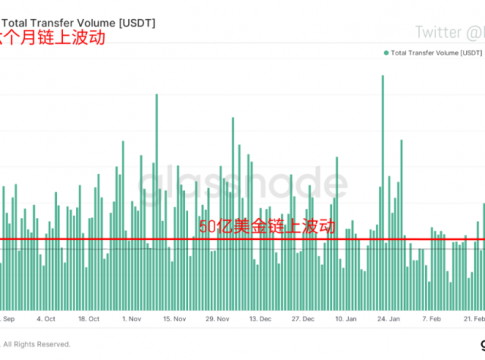 Total Transfer Volume [USDT]
六个月链上波动
Twitter @
Total Transfer Volume [USDT]
glassnode
50亿美金链上波动
Sep 4. Oct 18. Oct 1. Nov 15. Nov 29. Nov 13. Dec 27. Dec 10. Jan 24. Jan 7. Feb 21. Feb
All Rights Reserved.